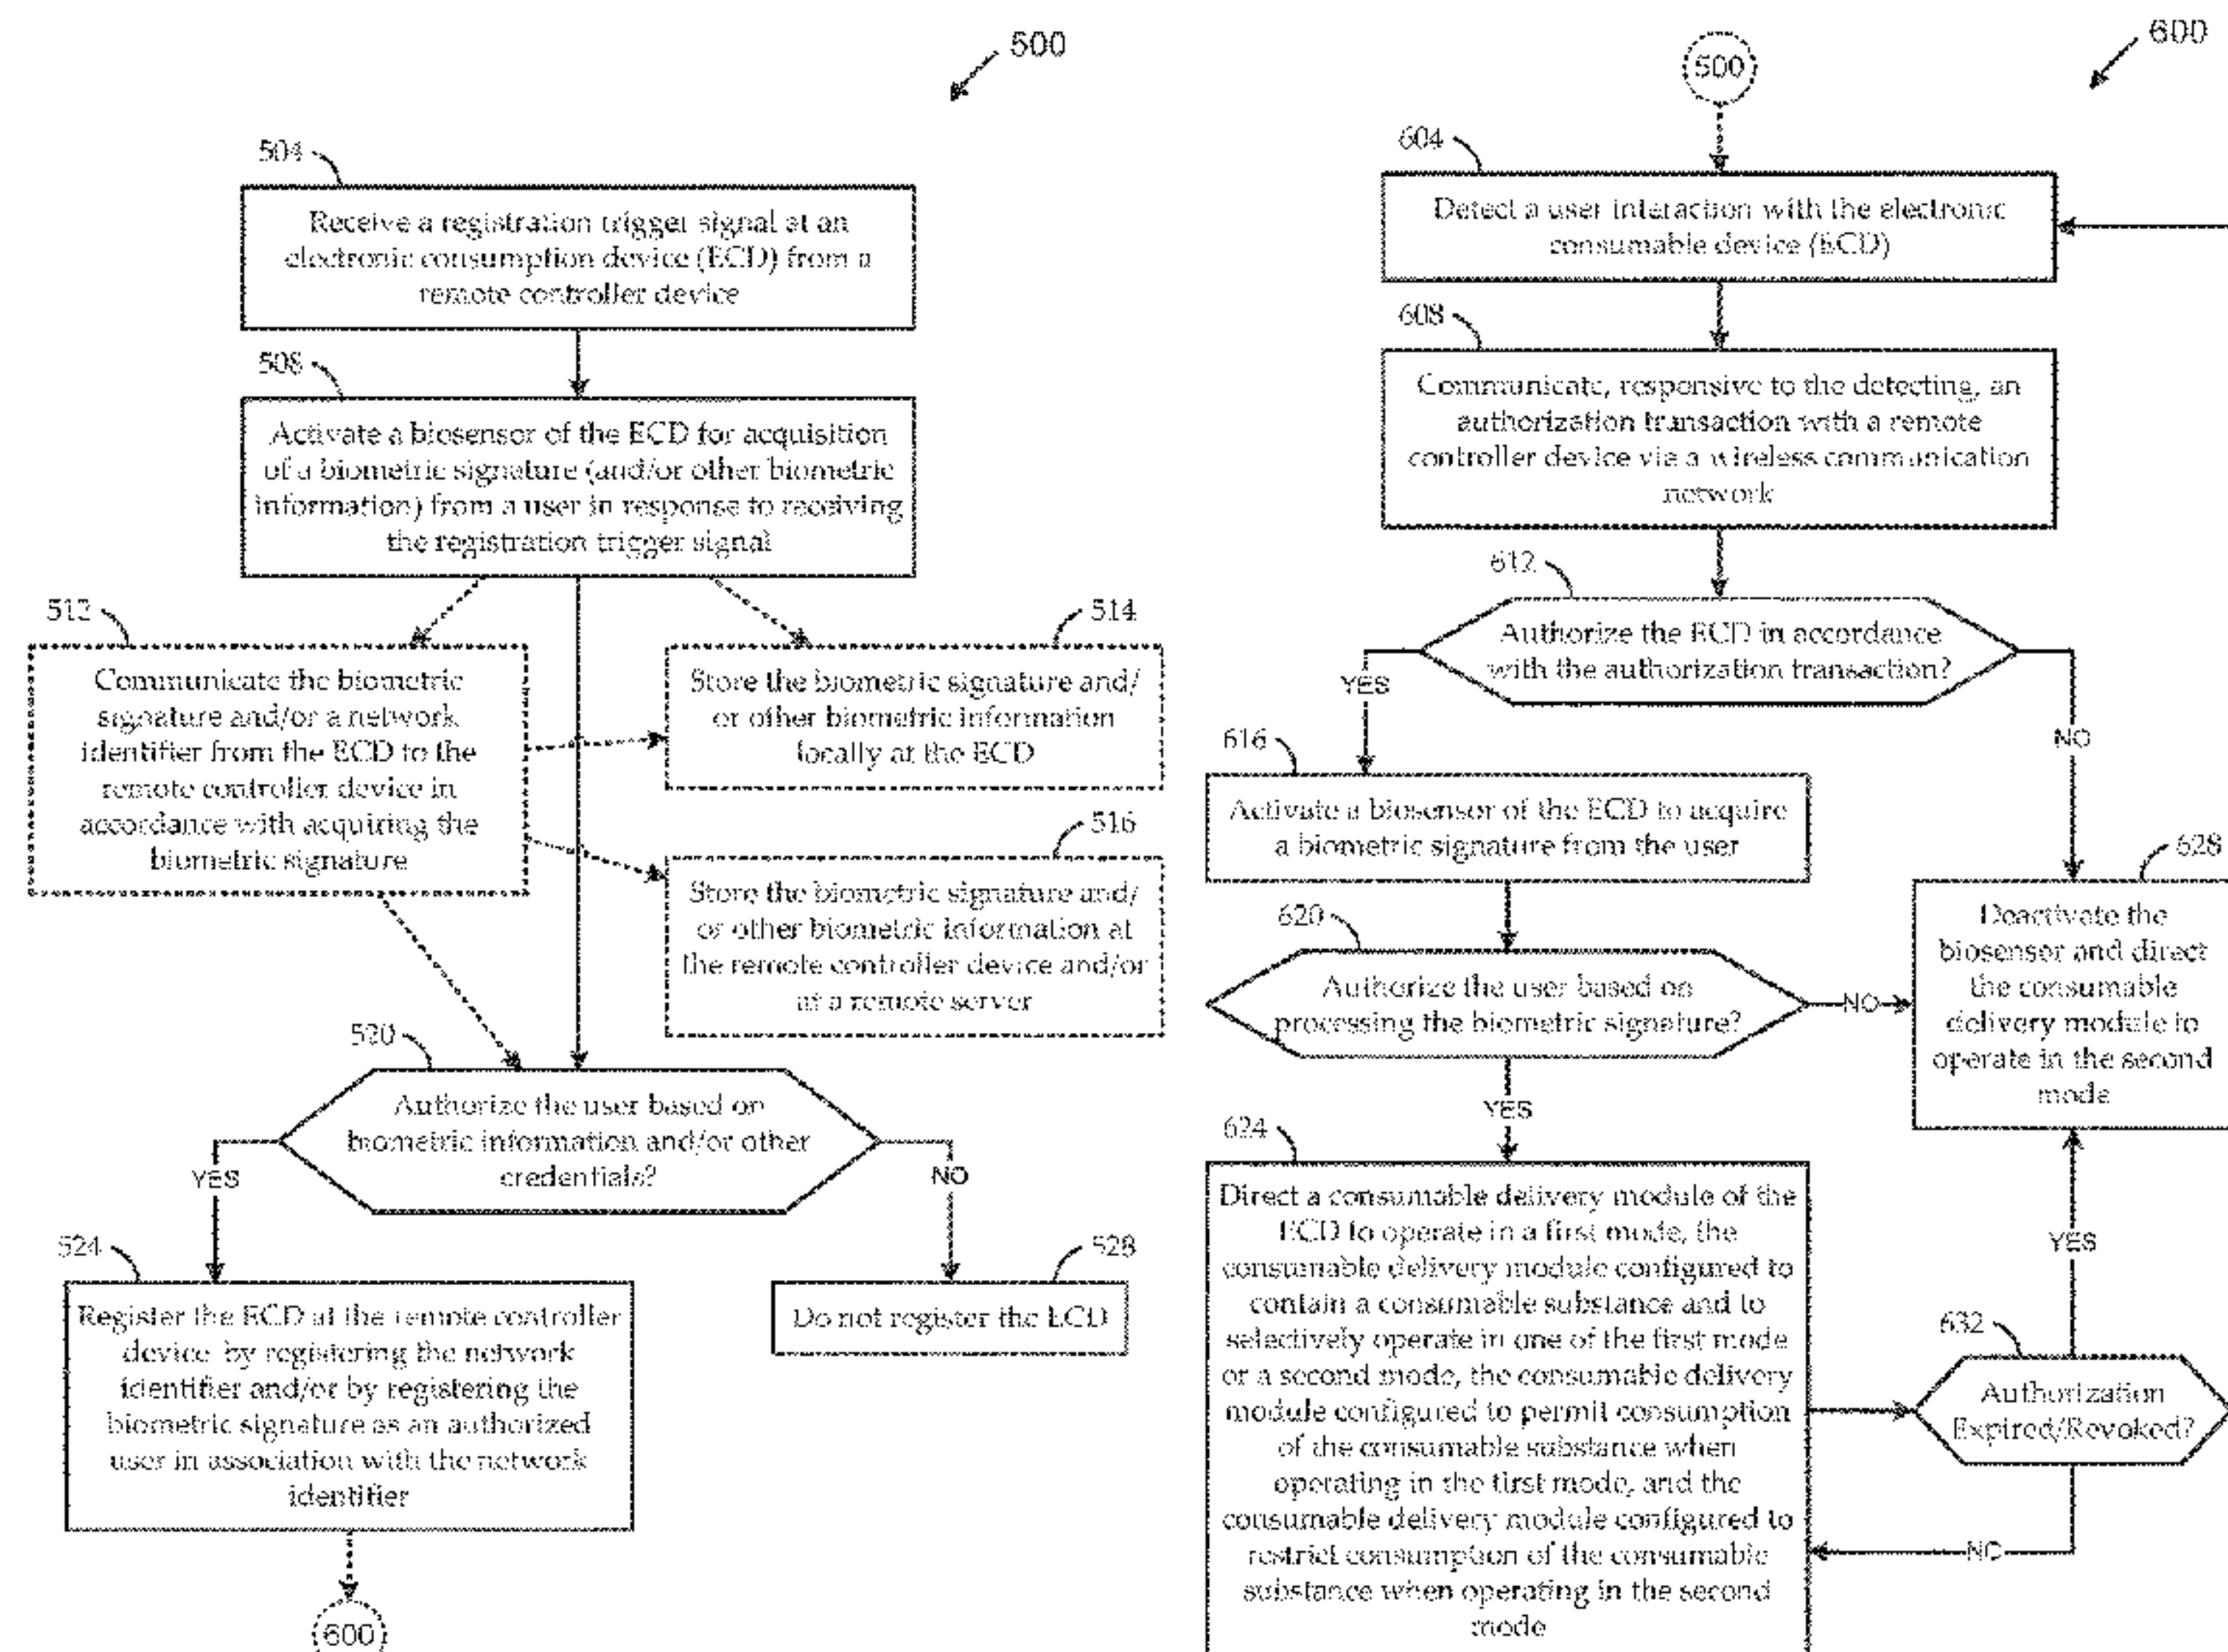 500
504
Receive a registration trigger signal at an
electronic consumption device (ECD) from a
remote controller device
508
Activate a biosensor of the ECD for acquisition
of a biometric signature (and/or other biometric
information) from a user in response to receiving
the registration trigger signal
512
Communicate the biometric
signature and/or a network
identifier from the ECD to the
remote controller device in
accordance with acquiring the
biometric signature
514
Store the biometric signature and/
or other biometric information
locally at the ECD
516
Store the biometric signature and/
or other biometric information at
the remote controller device and/or
at a remote server
520
Authorize the user based on
biometric information and/or other
credentials?
YES
NO
524
Register the ECD at the remote controller
device by registering the network
identifier and/or by registering the
biometric signature as an authorized
user in association with the network
identifier
528
Do not register the ECD
600
600
500
604
Detect a user interaction with the electronic
consumable device (ECD)
608
Communicate, responsive to the detecting, an
authorization transaction with a remote
controller device via a wireless communication
network
612
Authorize the ECD in accordance
with the authorization transaction?
YES
NO
616
Activate a biosensor of the ECD to acquire
a biometric signature from the user
620
Authorize the user based on
processing the biometric signature?
NO
YES
628
Deactivate the
biosensor and direct
the consumable
delivery module to
operate in the second
mode
624
Direct a consumable delivery module of the
ECD to operate in a first mode, the
consumable delivery module configured to
contain a consumable substance and to
selectively operate in one of the first mode
or a second mode, the consumable delivery
module configured to permit consumption
of the consumable substance when
operating in the first mode, and the
consumable delivery module configured to
restrict consumption of the consumable
substance when operating in the second
mode
YES
632
Authorization
Expired/Revoked?
NO